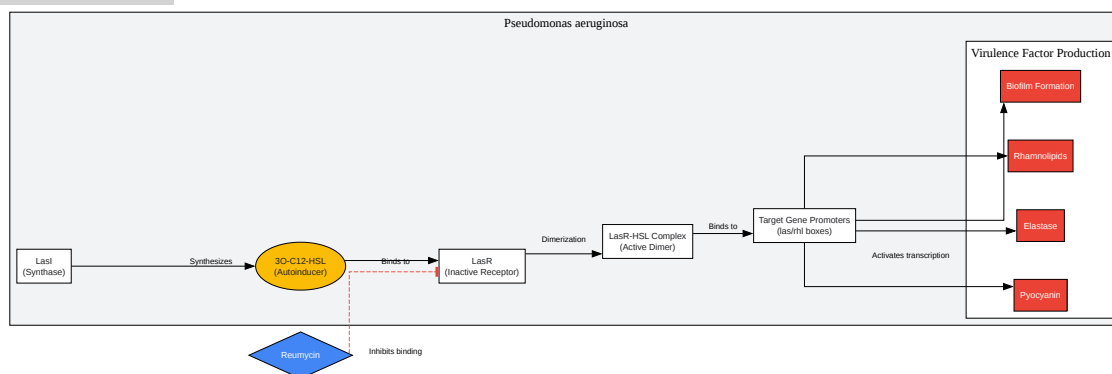 Pseudomonas aeruginosa
Virulence Factor Production
Biofilm Formation
Rhamnolipids
Target Gene Promoters
(las/rhl boxes)
Elastase
Binds to
LasR-HSL Complex
(Active Dimer)
Dimerization
Activates transcription
LasI
(Synthase)
Synthesizes
3O-C12-HSL
(Autoinducer)
Binds to
LasR
(Inactive Receptor)
Pyocyanin
Reumycin
Inhibits binding